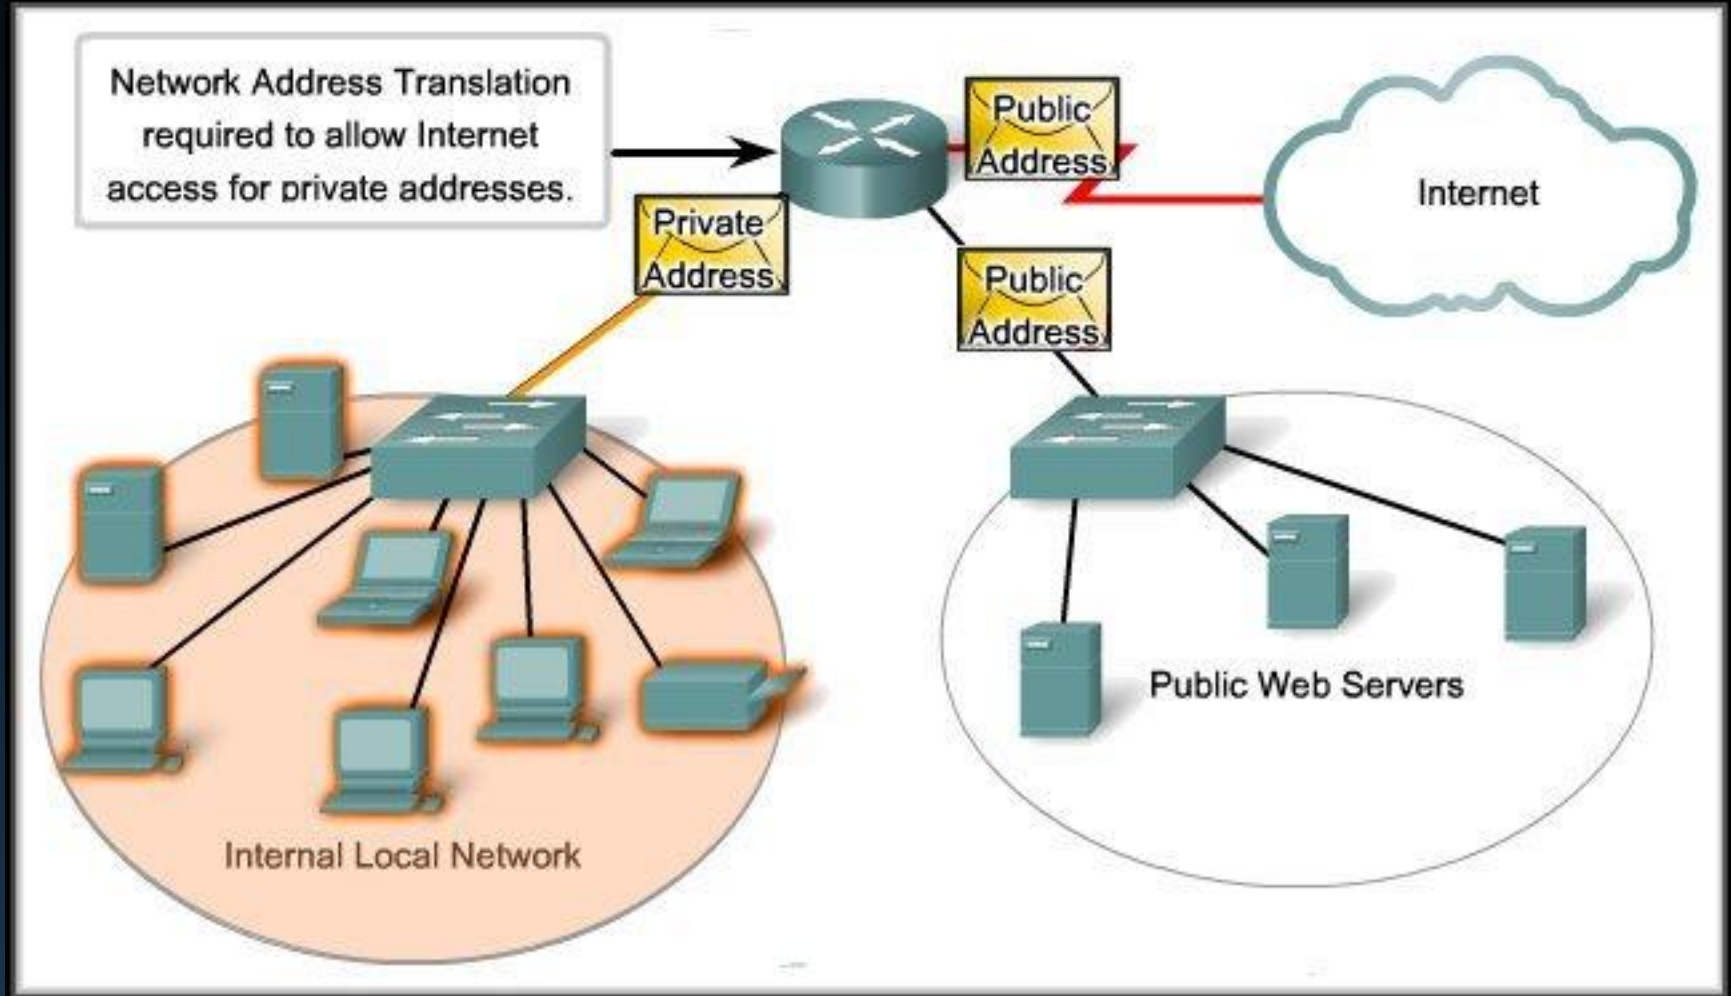 Network Address Translation
required to allow Internet
access for private addresses.
Public
Address
Internet
Private
Address
Public
Address
Public Web Servers
Internal Local Network